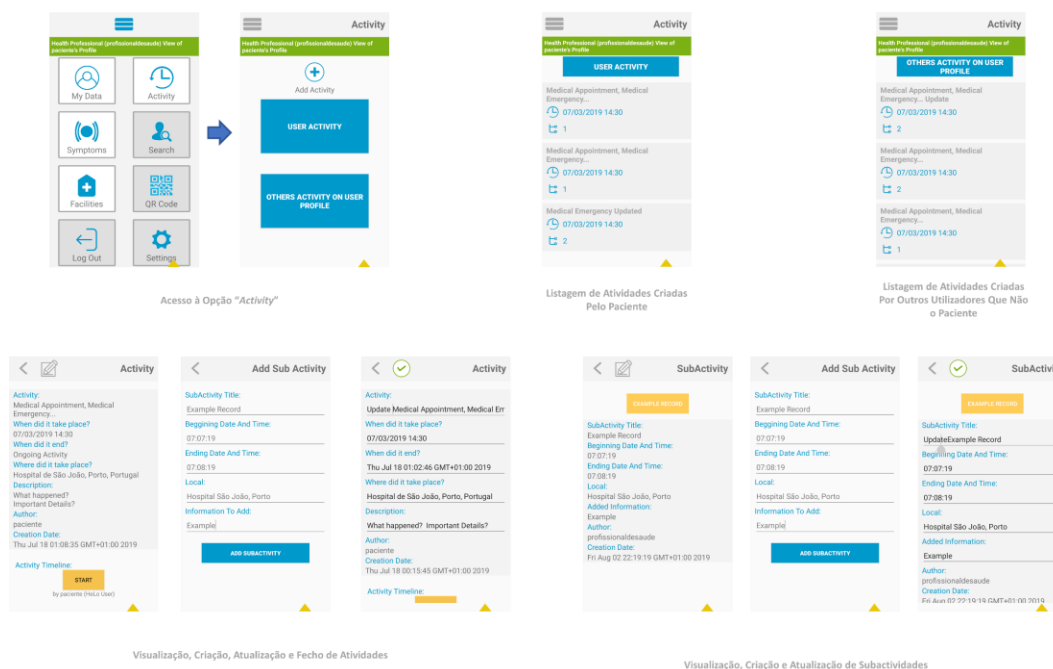 Health Professional (profissionaldesaude) View of
paciente's Profile
My Data
Activity
Symptoms
Search
Facilities
QR Code
Log Out
Settings
Activity
Health Professional (profissionaldesaude) View of
paciente's Profile
Add Activity
USER ACTIVITY
OTHERS ACTIVITY ON USER
PROFILE
Acesso à Opção "Activity"
Activity
Health Professional (profissionaldesaude) View of
paciente's Profile
USER ACTIVITY
Medical Appointment, Medical
Emergency...
07/03/2019 14:30
1
Medical Appointment, Medical
Emergency...
07/03/2019 14:30
1
Medical Emergency Updated
07/03/2019 14:30
2
Listagem de Atividades Criadas
Pelo Paciente
Activity
Health Professional (profissionaldesaude) View of
paciente's Profile
OTHERS ACTIVITY ON USER
PROFILE
Medical Appointment, Medical
Emergency... Update
07/03/2019 14:30
2
Medical Appointment, Medical
Emergency...
07/03/2019 14:30
2
Medical Appointment, Medical
Emergency...
07/03/2019 14:30
1
Listagem de Atividades Criadas
Por Outros Utilizadores Que Não
o Paciente
Activity
Activity:
Medical Appointment, Medical
Emergency...
When did it take place?
07/03/2019 14:30
When did it end?
Ongoing Activity
Where did it take place?
Hospital de São João, Porto, Portugal
Description:
What happened?
Important Details?
Author:
paciente
Creation Date:
Thu Jul 18 01:08:35 GMT+01:00 2019
Activity Timeline:
START
by paciente (HeLo User)
Add Sub Activity
SubActivity Title:
Example Record
Beggining Date And Time:
07:07:19
Ending Date And Time:
07:08:19
Local:
Hospital São João, Porto
Information To Add:
Example
ADD SUBACTIVITY
Activity
Activity:
Update Medical Appointment, Medical Em
When did it take place?
07/03/2019 14:30
When did it end?
Thu Jul 18 01:02:46 GMT+01:00 2019
Where did it take place?
Hospital de São João, Porto, Portugal
Description:
What happened? Important Details?
Author:
paciente
Creation Date:
Thu Jul 18 00:15:45 GMT+01:00 2019
Activity Timeline:
Visualização, Criação, Atualização e Fecho de Atividades
SubActivity
EXAMPLE RECORD
SubActivity Title:
Example Record
Beginning Date And Time:
07:07:19
Ending Date And Time:
07:08:19
Local:
Hospital São João, Porto
Added Information:
Example
Author:
profissionaldesaude
Creation Date:
Fri Aug 02 22:19:19 GMT+01:00 2019
Add Sub Activity
SubActivity Title:
Example Record
Beggining Date And Time:
07:07:19
Ending Date And Time:
07:08:19
Local:
Hospital São João, Porto
Information To Add:
Example
ADD SUBACTIVITY
SubActivi
EXAMPLE RECORD
SubActivity Title:
UpdateExample Record
Beginning Date And Time:
07:07:19
Ending Date And Time:
07:08:19
Local:
Hospital São João, Porto
Added Information:
Example
Author:
profissionaldesaude
Creation Date:
Fri Aug 02 22:19:19 GMT+01:00 2019
Visualização, Criação e Atualização de Subactividades